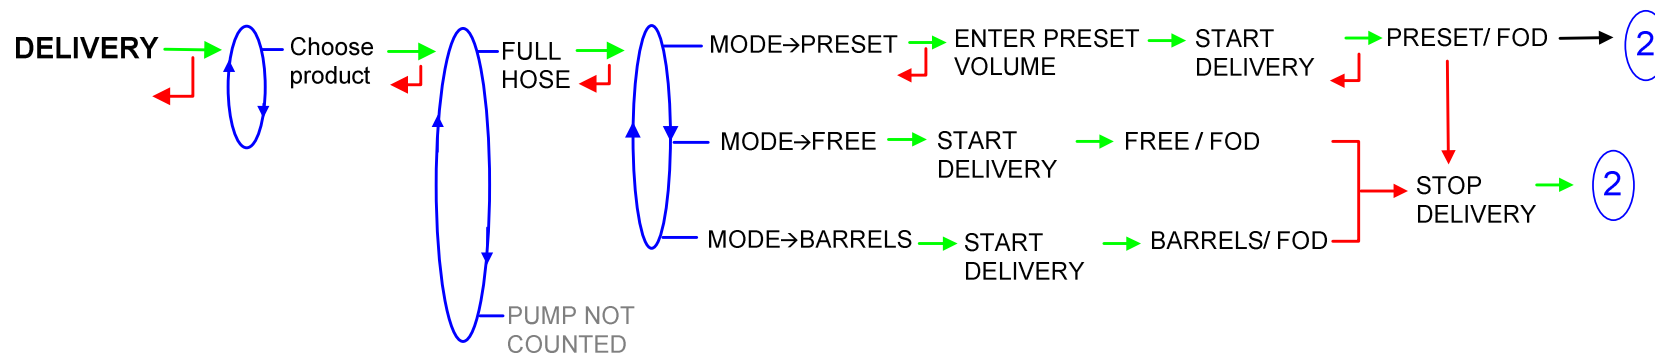 DELIVERY
Choose
product
FULL
HOSE
PUMP NOT
COUNTED
MODE→PRESET
ENTER PRESET
VOLUME
START
DELIVERY
PRESET/ FOD
2
MODE→FREE
START
DELIVERY
FREE / FOD
MODE→BARRELS
START
DELIVERY
BARRELS/ FOD
STOP
DELIVERY
2